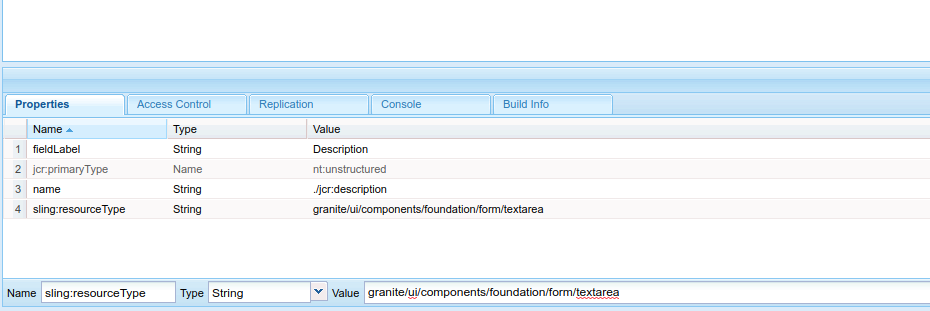 Properties Access Control Replication Console Build Info
Name Type Value
1 fieldLabel String Description
2 jcr:primaryType Name nt:unstructured
3 name String ./jcr:description
4 sling:resourceType String granite/ui/components/foundation/form/textarea
Name sling:resourceType Type String Value granite/ui/components/foundation/form/textarea